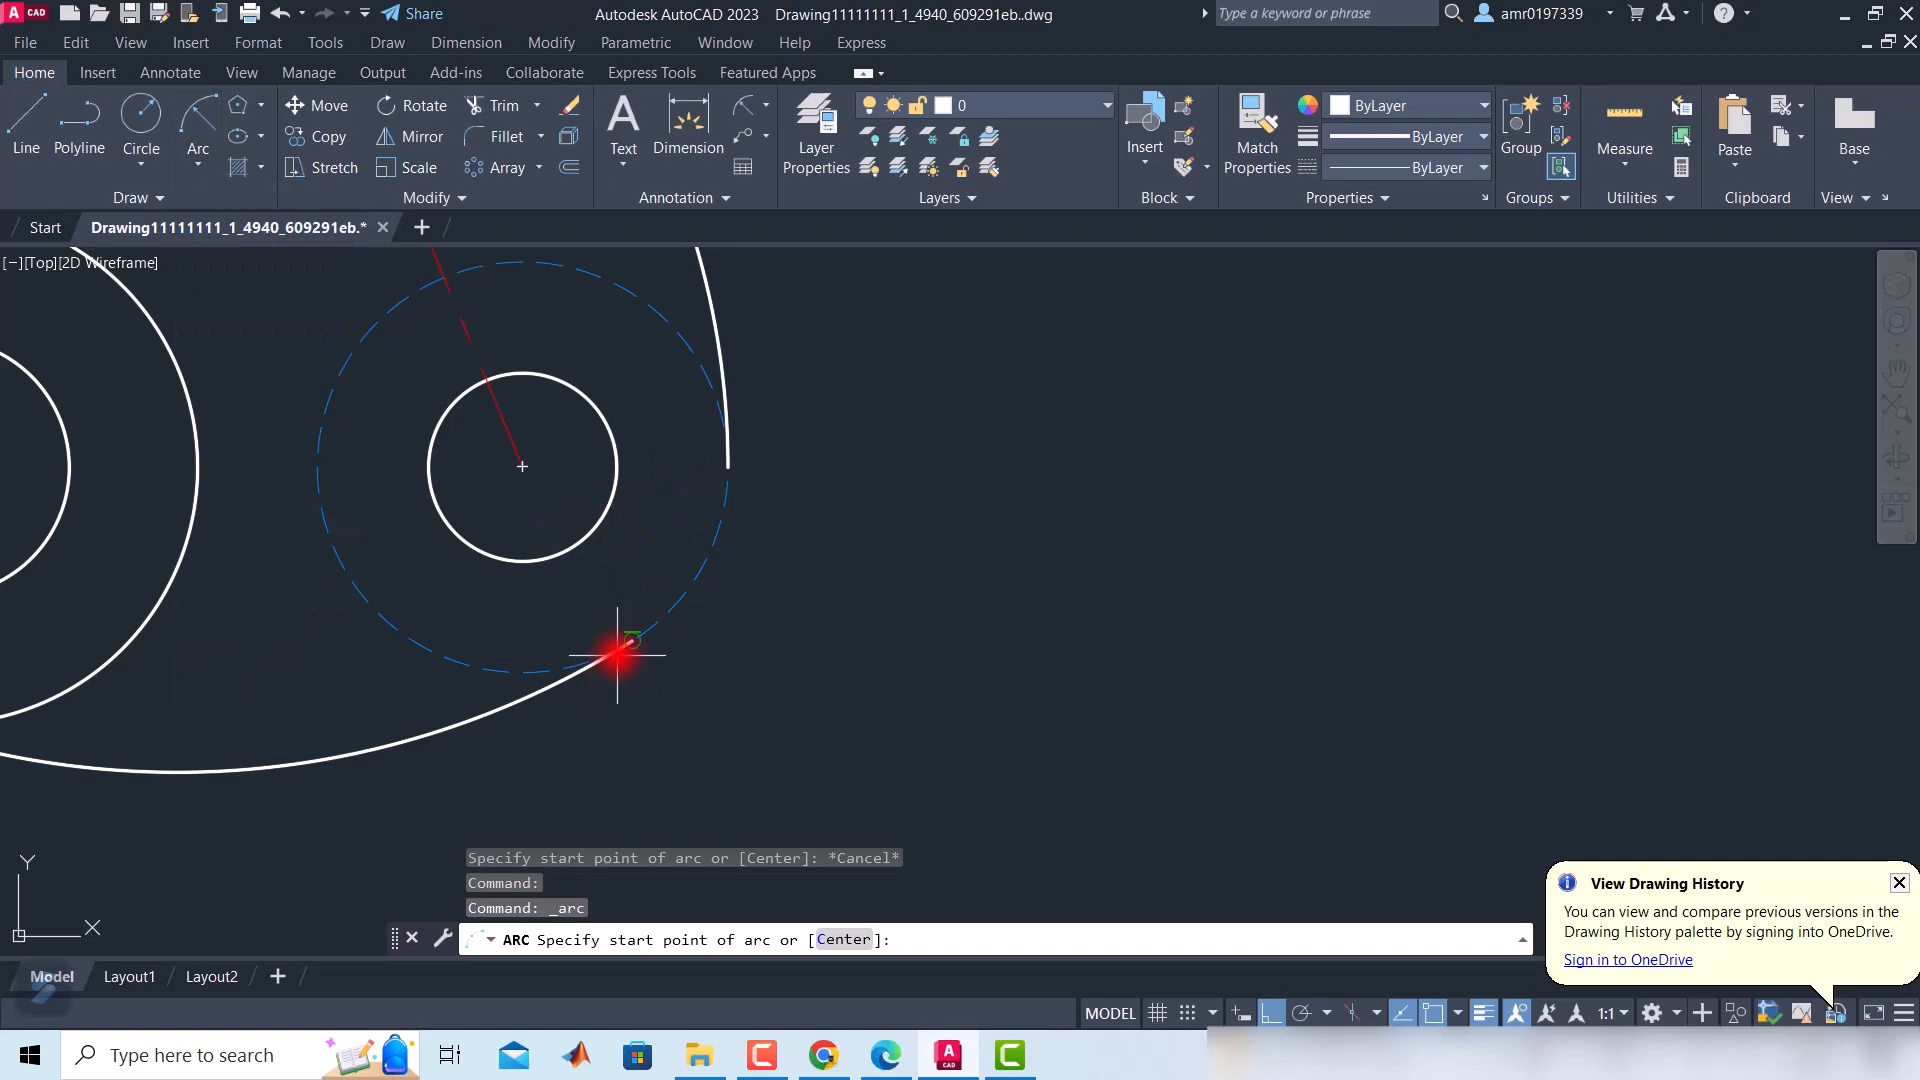 A CAD Share Autodesk AutoCAD 2023 Drawing11111111_1_4940_609291eb..dwg Type a keyword or phrase amr0197339
File Edit View Insert Format Tools Draw Dimension Modify Parametric Window Help Express
Home Insert Annotate View Manage Output Add-ins Collaborate Express Tools Featured Apps
Line Polyline Circle Arc
Move Rotate Trim
Copy Mirror Fillet
Stretch Scale Array
Text Dimension
Layer Properties
0
Insert
Match Properties
ByLayer
ByLayer
ByLayer
Group
Measure
Paste
Base
Draw Modify Annotation Layers Block Properties Groups Utilities Clipboard View
Start Drawing11111111_1_4940_609291eb.*
[−][Top][2D Wireframe]
Specify start point of arc or [Center]: *Cancel*
Command:
Command: _arc
ARC Specify start point of arc or [Center]:
Y
X
View Drawing History
You can view and compare previous versions in the
Drawing History palette by signing into OneDrive.
Sign in to OneDrive
Model Layout1 Layout2
MODEL 1:1
Type here to search